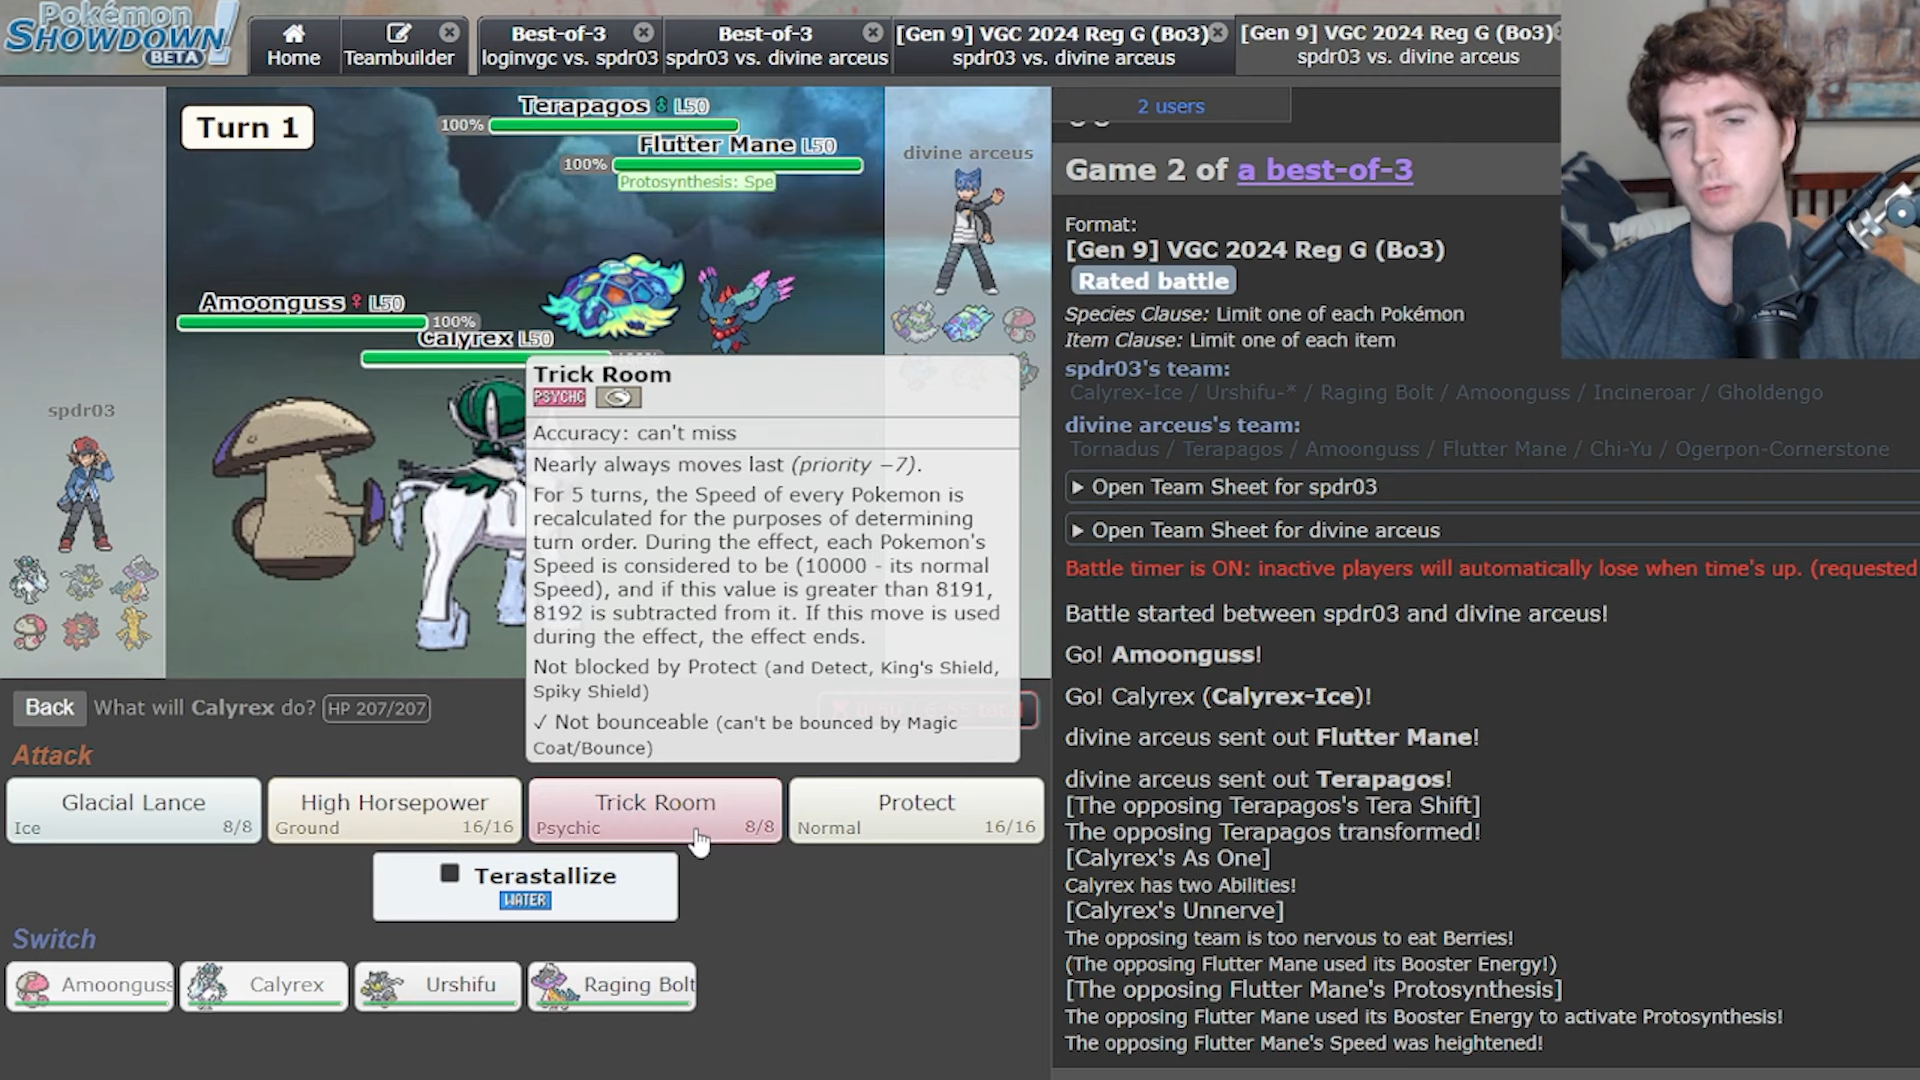 Pokémon
SHOWDOWN!
BETA
Home
Teambuilder
Best-of-3
loginvgc vs. spdr03
Best-of-3
spdr03 vs. divine arceus
[Gen 9] VGC 2024 Reg G (Bo3)
spdr03 vs. divine arceus
[Gen 9] VGC 2024 Reg G (Bo3)
spdr03 vs. divine arceus
Turn 1
Terapagos L50
100%
Flutter Mane L50
100%
Protosynthesis: Spe
Amoonguss ♀ L50
100%
Calyrex L50
spdr03
divine arceus
Trick Room
PSYCHC
Accuracy: can't miss
Nearly always moves last (priority −7).
For 5 turns, the Speed of every Pokemon is
recalculated for the purposes of determining
turn order. During the effect, each Pokemon's
Speed is considered to be (10000 - its normal
Speed), and if this value is greater than 8191,
8192 is subtracted from it. If this move is used
during the effect, the effect ends.
Not blocked by Protect (and Detect, King's Shield,
Spiky Shield)
✓ Not bounceable (can't be bounced by Magic
Coat/Bounce)
Back What will Calyrex do? HP 207/207
Attack
Glacial Lance
Ice 8/8
High Horsepower
Ground 16/16
Trick Room
Psychic 8/8
Protect
Normal 16/16
Terastallize
WATER
Switch
Amoonguss
Calyrex
Urshifu
Raging Bolt
2 users
Game 2 of a best-of-3
Format:
[Gen 9] VGC 2024 Reg G (Bo3)
Rated battle
Species Clause: Limit one of each Pokémon
Item Clause: Limit one of each item
spdr03's team:
Calyrex-Ice / Urshifu-* / Raging Bolt / Amoonguss / Incineroar / Gholdengo
divine arceus's team:
Tornadus / Terapagos / Amoonguss / Flutter Mane / Chi-Yu / Ogerpon-Cornerstone
▶ Open Team Sheet for spdr03
▶ Open Team Sheet for divine arceus
Battle timer is ON: inactive players will automatically lose when time's up. (requested
Battle started between spdr03 and divine arceus!
Go! Amoonguss!
Go! Calyrex (Calyrex-Ice)!
divine arceus sent out Flutter Mane!
divine arceus sent out Terapagos!
[The opposing Terapagos's Tera Shift]
The opposing Terapagos transformed!
[Calyrex's As One]
Calyrex has two Abilities!
[Calyrex's Unnerve]
The opposing team is too nervous to eat Berries!
(The opposing Flutter Mane used its Booster Energy!)
[The opposing Flutter Mane's Protosynthesis]
The opposing Flutter Mane used its Booster Energy to activate Protosynthesis!
The opposing Flutter Mane's Speed was heightened!